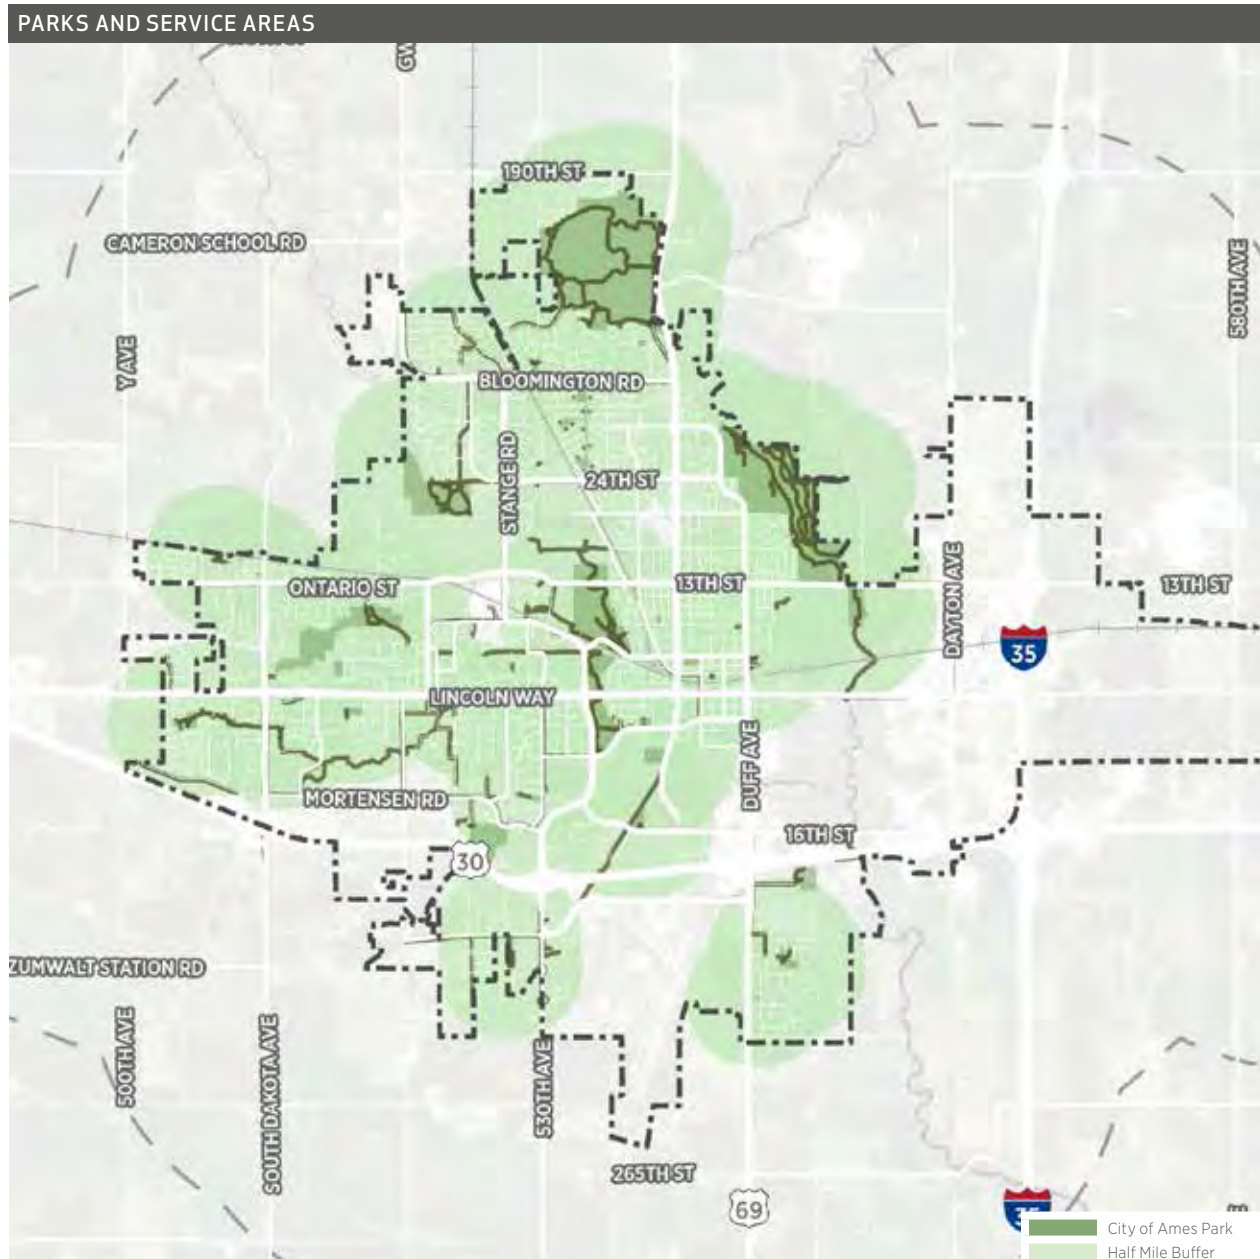 PARKS AND SERVICE AREAS
GW
190TH ST
CAMERON SCHOOL RD
580TH AVE
Y AVE
BLOOMINGTON RD
STANGE RD
24TH ST
ONTARIO ST
13TH ST
13TH ST
DAYTON AVE
35
LINCOLN WAY
DUFF AVE
MORTENSEN RD
16TH ST
30
ZUMWALT STATION RD
500TH AVE
SOUTH DAKOTA AVE
530TH AVE
265TH ST
69
35
City of Ames Park
Half Mile Buffer